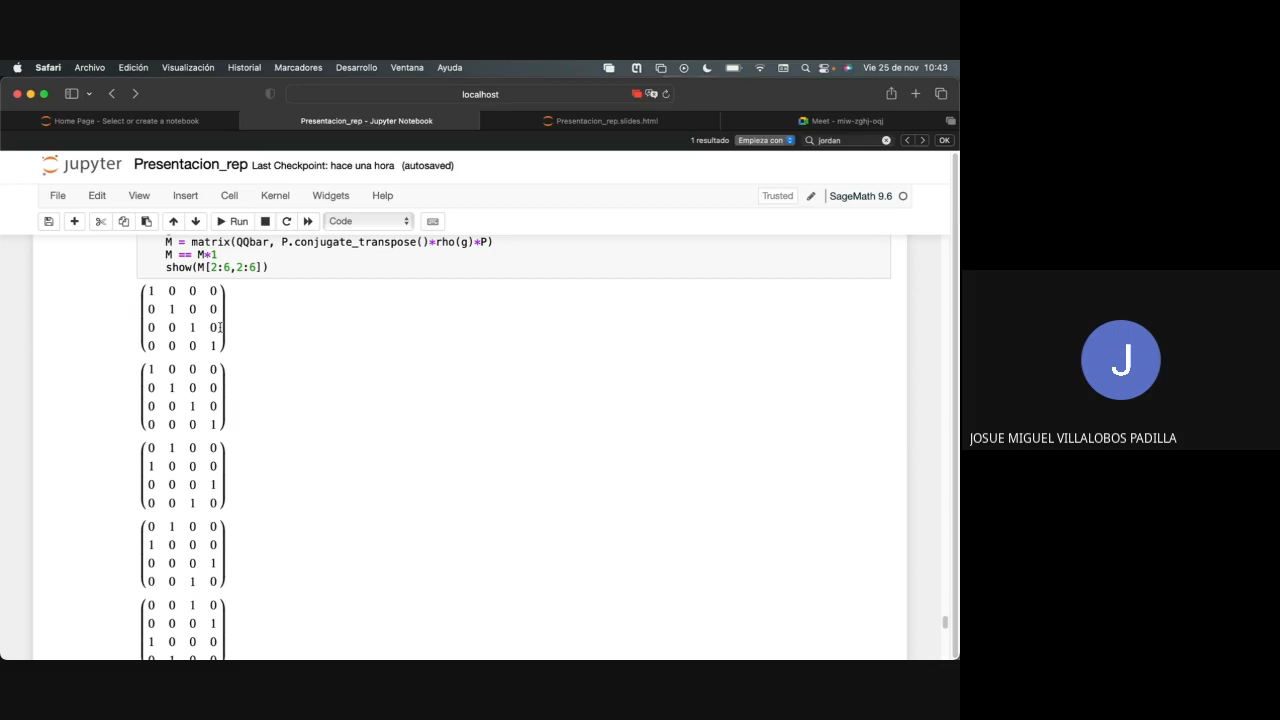 Safari Archivo Edición Visualización Historial Marcadores Desarrollo Ventana Ayuda Vie 25 de nov 10:43
localhost
Home Page - Select or create a notebook Presentacion_rep - Jupyter Notebook Presentacion_rep.slides.html Meet - miw-zghj-oqj
1 resultado Empieza con jordan OK
jupyter Presentacion_rep Last Checkpoint: hace una hora (autosaved)
File Edit View Insert Cell Kernel Widgets Help Trusted SageMath 9.6
Run Code
M = matrix(QQbar, P.conjugate_transpose()*rho(g)*P)
M == M*1
show(M[2:6,2:6])
1 0 0 0
0 1 0 0
0 0 1 0
0 0 0 1
1 0 0 0
0 1 0 0
0 0 1 0
0 0 0 1
0 1 0 0
1 0 0 0
0 0 0 1
0 0 1 0
0 1 0 0
1 0 0 0
0 0 0 1
0 0 1 0
0 0 1 0
0 0 0 1
1 0 0 0
0 1 0 0
J
JOSUE MIGUEL VILLALOBOS PADILLA